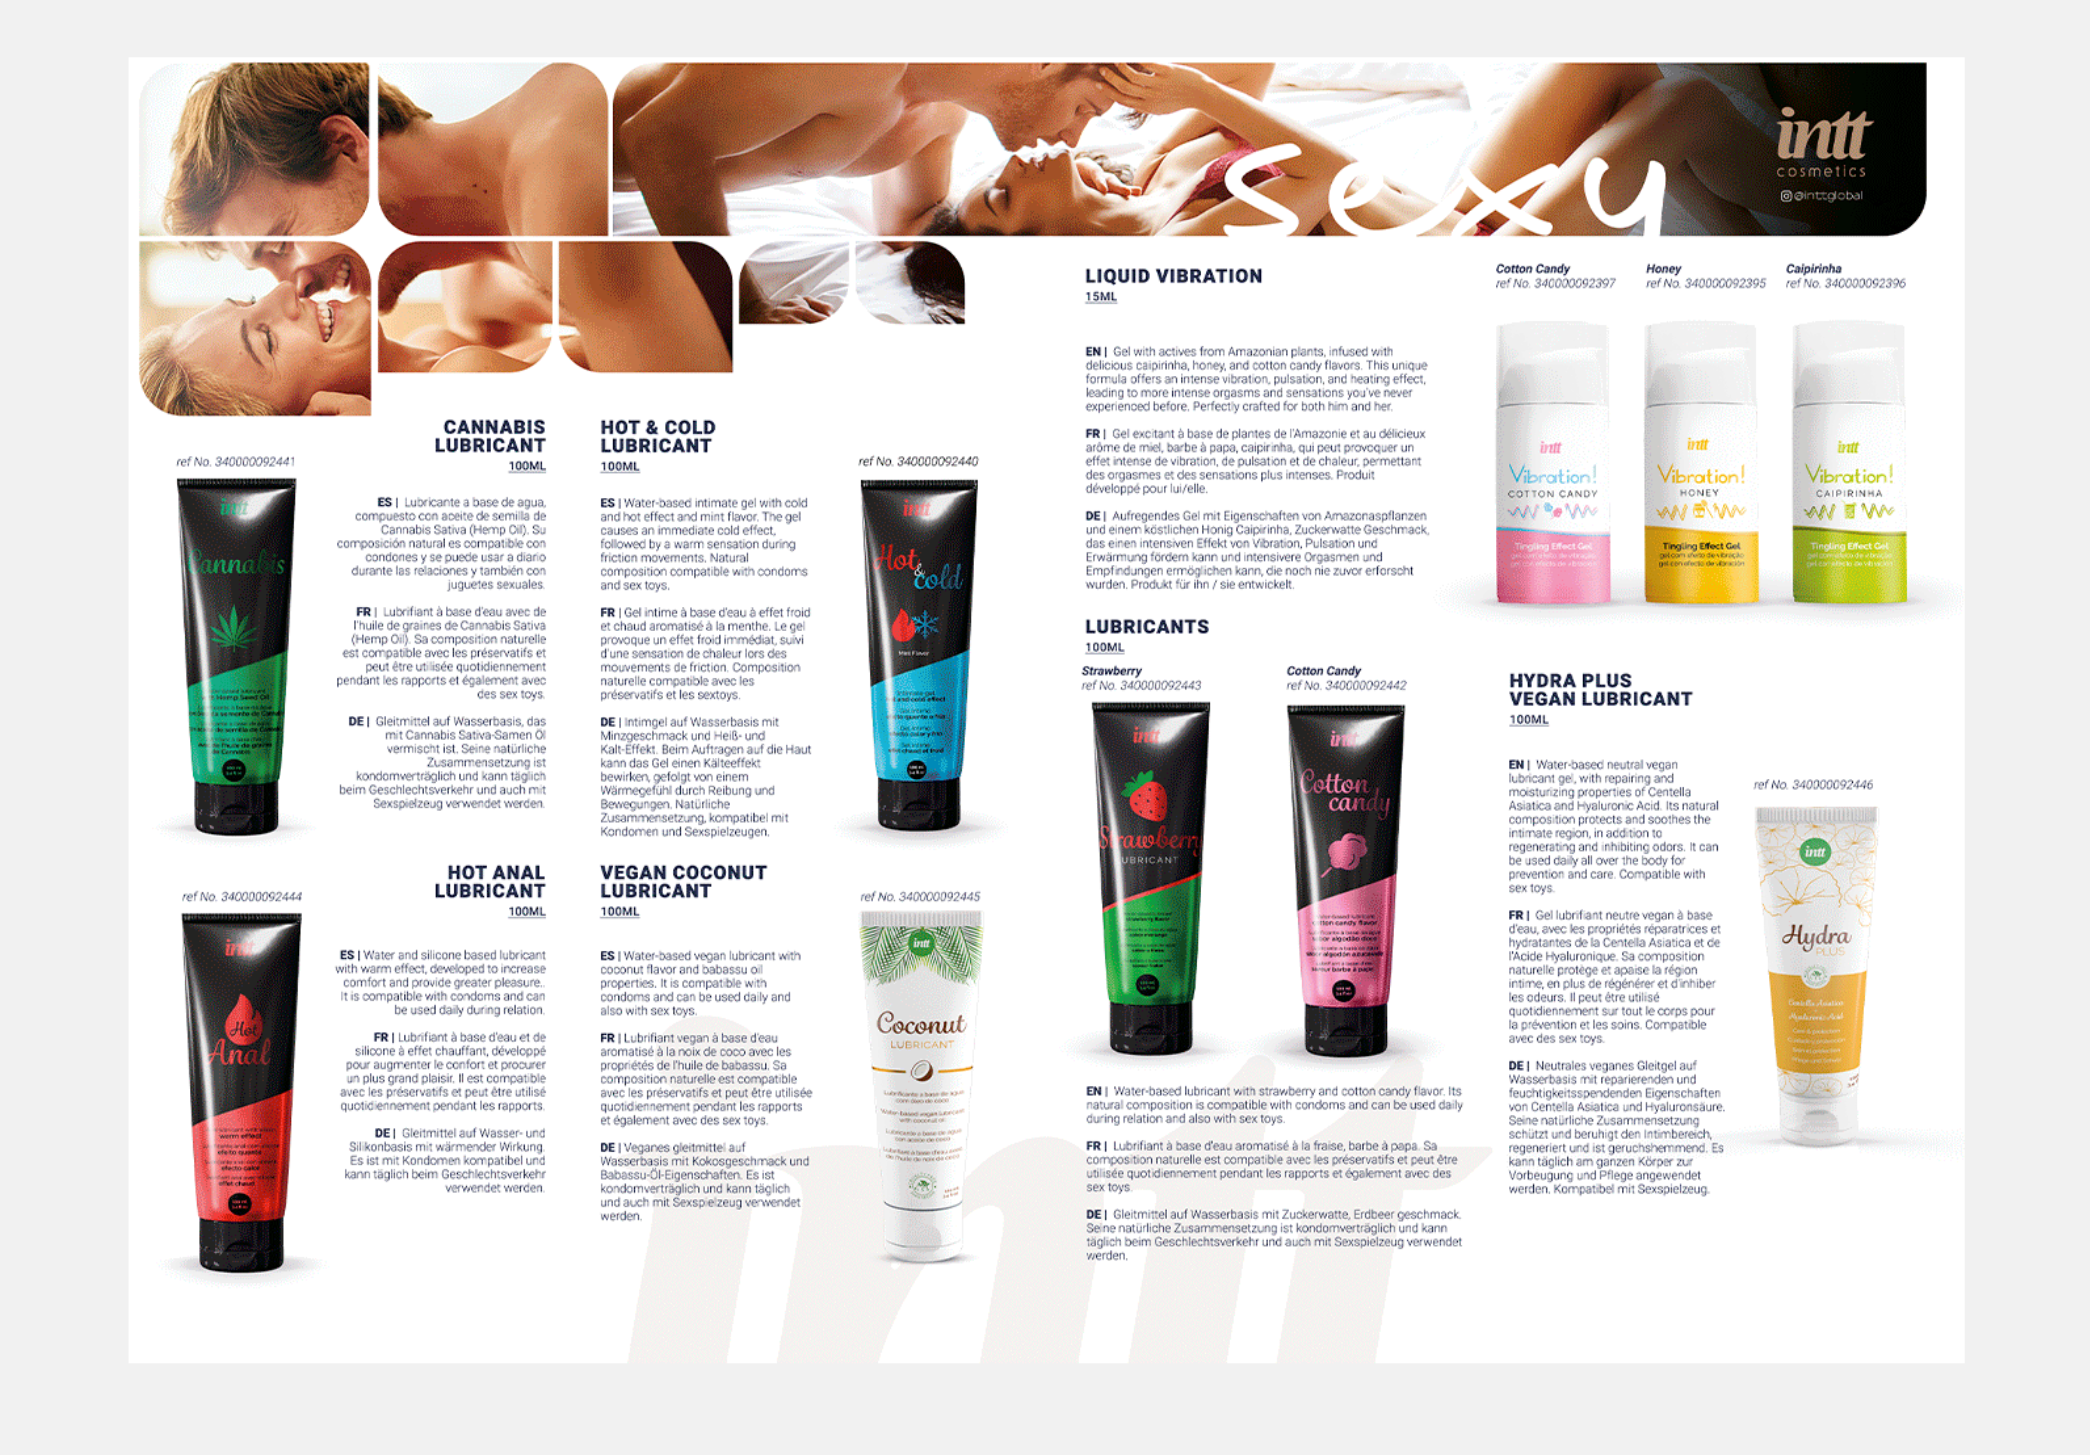 sexy
intt
cosmetics
@inttglobal
CANNABIS
LUBRICANT
100ML
ref No. 340000092441
intt
Cannabis
ES | Lubricante a base de agua,
compuesto con aceite de semilla de
Cannabis Sativa (Hemp Oil). Su
composición natural es compatible con
condones y se puede usar a diario
durante las relaciones y también con
juguetes sexuales.
FR | Lubrifiant à base d'eau avec de
l'huile de graines de Cannabis Sativa
(Hemp Oil). Sa composition naturelle
est compatible avec les préservatifs et
peut être utilisée quotidiennement
pendant les rapports et également avec
des sex toys.
DE | Gleitmittel auf Wasserbasis, das
mit Cannabis Sativa-Samen Öl
vermischt ist. Seine natürliche
Zusammensetzung ist
kondomverträglich und kann täglich
beim Geschlechtsverkehr und auch mit
Sexspielzeug verwendet werden.
HOT & COLD
LUBRICANT
100ML
ref No. 340000092440
intt
Hot
&
cold
Mint Flavor
ES | Water-based intimate gel with cold
and hot effect and mint flavor. The gel
causes an immediate cold effect,
followed by a warm sensation during
friction movements. Natural
composition compatible with condoms
and sex toys.
FR | Gel intime à base d'eau à effet froid
et chaud aromatisé à la menthe. Le gel
provoque un effet froid immédiat, suivi
d'une sensation de chaleur lors des
mouvements de friction. Composition
naturelle compatible avec les
préservatifs et les sextoys.
DE | Intimgel auf Wasserbasis mit
Minzgeschmack und Heiß- und
Kalt-Effekt. Beim Auftragen auf die Haut
kann das Gel einen Kälteeffekt
bewirken, gefolgt von einem
Wärmegefühl durch Reibung und
Bewegungen. Natürliche
Zusammensetzung, kompatibel mit
Kondomen und Sexspielzeugen.
HOT ANAL
LUBRICANT
100ML
ref No. 340000092444
intt
Hot
Anal
ES | Water and silicone based lubricant
with warm effect, developed to increase
comfort and provide greater pleasure..
It is compatible with condoms and can
be used daily during relation.
FR | Lubrifiant à base d'eau et de
silicone à effet chauffant, développé
pour augmenter le confort et procurer
un plus grand plaisir. Il est compatible
avec les préservatifs et peut être utilisé
quotidiennement pendant les rapports.
DE | Gleitmittel auf Wasser- und
Silikonbasis mit wärmender Wirkung.
Es ist mit Kondomen kompatibel und
kann täglich beim Geschlechtsverkehr
verwendet werden.
VEGAN COCONUT
LUBRICANT
100ML
ref No. 340000092445
intt
Coconut
LUBRICANT
ES | Water-based vegan lubricant with
coconut flavor and babassu oil
properties. It is compatible with
condoms and can be used daily and
also with sex toys.
FR | Lubrifiant vegan à base d'eau
aromatisé à la noix de coco avec les
propriétés de l'huile de babassu. Sa
composition naturelle est compatible
avec les préservatifs et peut être utilisée
quotidiennement pendant les rapports
et également avec des sex toys.
DE | Veganes gleitmittel auf
Wasserbasis mit Kokosgeschmack und
Babassu-Öl-Eigenschaften. Es ist
kondomverträglich und kann täglich
und auch mit Sexspielzeug verwendet
werden.
LIQUID VIBRATION
15ML
EN | Gel with actives from Amazonian plants, infused with
delicious caipirinha, honey, and cotton candy flavors. This unique
formula offers an intense vibration, pulsation, and heating effect,
leading to more intense orgasms and sensations you've never
experienced before. Perfectly crafted for both him and her.
FR | Gel excitant à base de plantes de l'Amazonie et au délicieux
arôme de miel, barbe à papa, caipirinha, qui peut provoquer un
effet intense de vibration, de pulsation et de chaleur, permettant
des orgasmes et des sensations plus intenses. Produit
développé pour lui/elle.
DE | Aufregendes Gel mit Eigenschaften von Amazonaspflanzen
und einem köstlichen Honig Caipirinha, Zuckerwatte Geschmack,
das einen intensiven Effekt von Vibration, Pulsation und
Erwärmung fördern kann und intensivere Orgasmen und
Empfindungen ermöglichen kann, die noch nie zuvor erforscht
wurden. Produkt für ihn / sie entwickelt.
Cotton Candy
ref No. 340000092397
Honey
ref No. 340000092395
Caipirinha
ref No. 340000092396
intt
Vibration!
COTTON CANDY
Tingling Effect Gel
intt
Vibration!
HONEY
Tingling Effect Gel
gel com efeito de vibração
gel con efecto de vibración
intt
Vibration!
CAIPIRINHA
Tingling Effect Gel
LUBRICANTS
100ML
Strawberry
ref No. 340000092443
Cotton Candy
ref No. 340000092442
intt
Strawberry
LUBRICANT
intt
Cotton
candy
EN | Water-based lubricant with strawberry and cotton candy flavor. Its
natural composition is compatible with condoms and can be used daily
during relation and also with sex toys.
FR | Lubrifiant à base d'eau aromatisé à la fraise, barbe à papa. Sa
composition naturelle est compatible avec les préservatifs et peut être
utilisée quotidiennement pendant les rapports et également avec des
sex toys.
DE | Gleitmittel auf Wasserbasis mit Zuckerwatte, Erdbeer geschmack.
Seine natürliche Zusammensetzung ist kondomverträglich und kann
täglich beim Geschlechtsverkehr und auch mit Sexspielzeug verwendet
werden.
HYDRA PLUS
VEGAN LUBRICANT
100ML
ref No. 340000092446
intt
Hydra
PLUS
EN | Water-based neutral vegan
lubricant gel, with repairing and
moisturizing properties of Centella
Asiatica and Hyaluronic Acid. Its natural
composition protects and soothes the
intimate region, in addition to
regenerating and inhibiting odors. It can
be used daily all over the body for
prevention and care. Compatible with
sex toys.
FR | Gel lubrifiant neutre vegan à base
d'eau, avec les propriétés réparatrices et
hydratantes de la Centella Asiatica et de
l'Acide Hyaluronique. Sa composition
naturelle protège et apaise la région
intime, en plus de régénérer et d'inhiber
les odeurs. Il peut être utilisé
quotidiennement sur tout le corps pour
la prévention et les soins. Compatible
avec des sex toys.
DE | Neutrales veganes Gleitgel auf
Wasserbasis mit reparierenden und
feuchtigkeitsspendenden Eigenschaften
von Centella Asiatica und Hyaluronsäure.
Seine natürliche Zusammensetzung
schützt und beruhigt den Intimbereich,
regeneriert und ist geruchshemmend. Es
kann täglich am ganzen Körper zur
Vorbeugung und Pflege angewendet
werden. Kompatibel mit Sexspielzeug.
intt